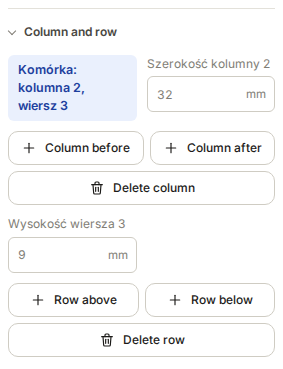 Column and row
Komórka:
kolumna 2,
wiersz 3
Szerokość kolumny 2
32 mm
Column before
Column after
Delete column
Wysokość wiersza 3
9 mm
Row above
Row below
Delete row